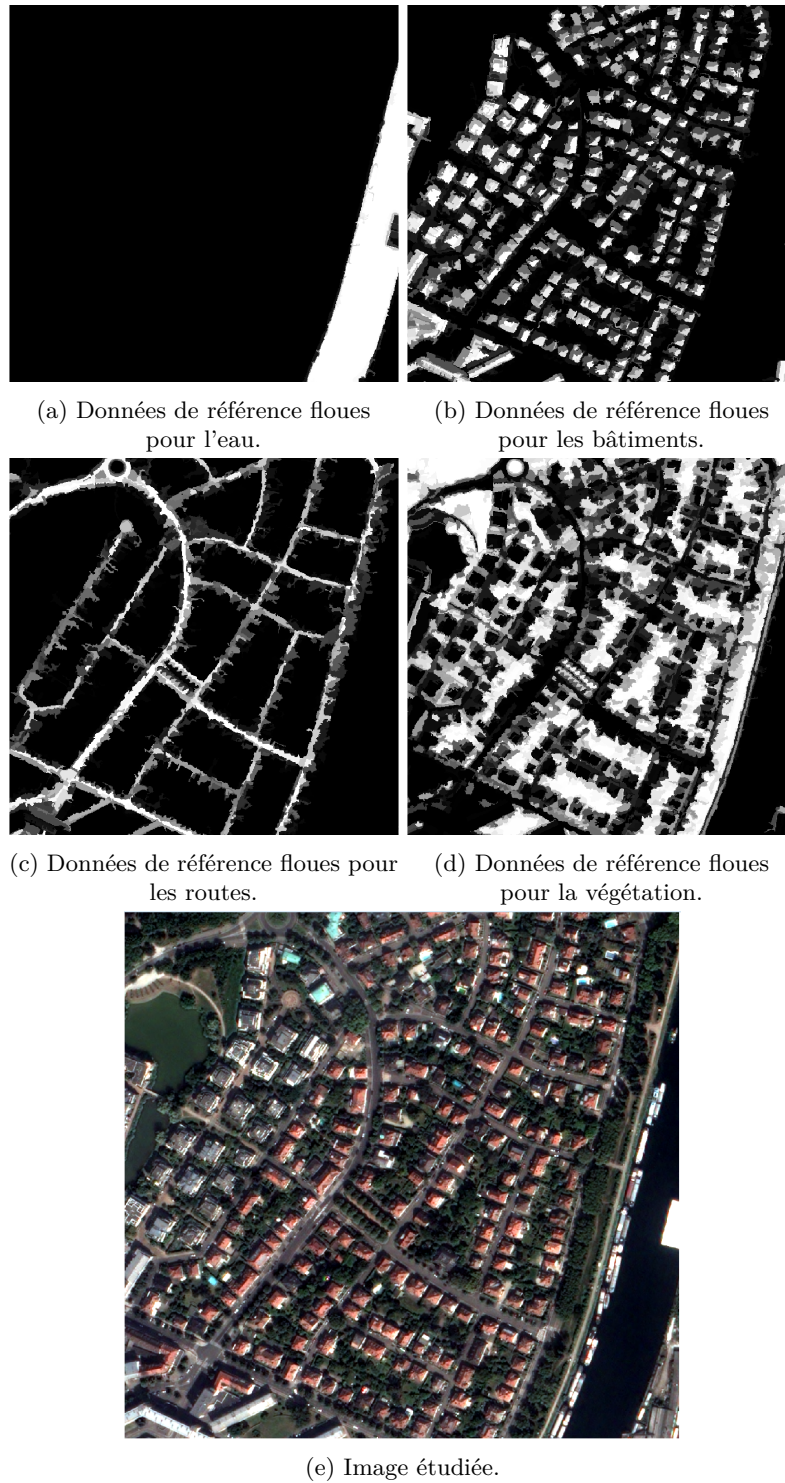 (a) Données de référence floues
pour l'eau.
(b) Données de référence floues
pour les bâtiments.
(c) Données de référence floues pour
les routes.
(d) Données de référence floues
pour la végétation.
(e) Image étudiée.